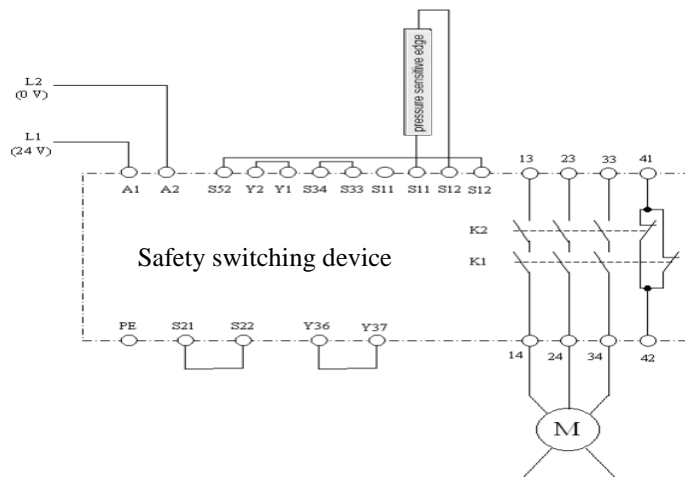 pressure sensitive edge
L2
(0 V)
L1
(24 V)
13 23 33 41
A1 A2 S52 Y2 Y1 S34 S33 S11 S11 S12 S12
K2
Safety switching device
K1
PE S21 S22 Y36 Y37
14 24 34 42
M